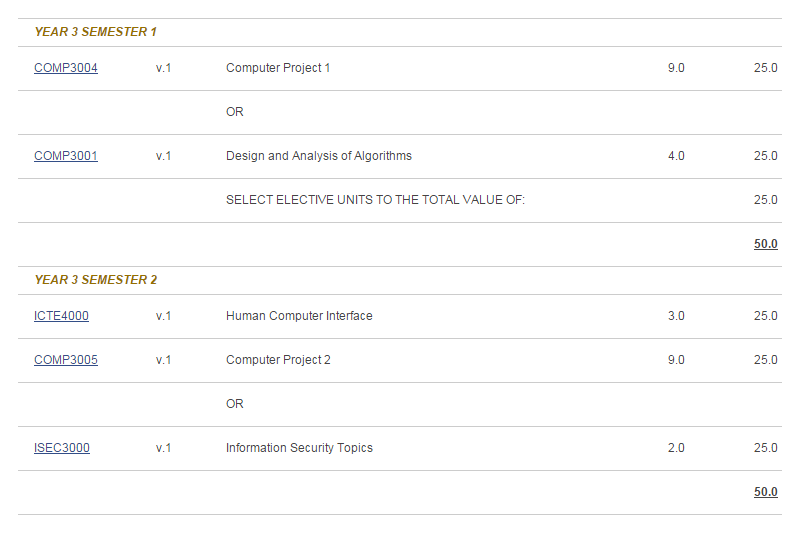 YEAR 3 SEMESTER 1
COMP3004 v.1 Computer Project 1 9.0 25.0
OR
COMP3001 v.1 Design and Analysis of Algorithms 4.0 25.0
SELECT ELECTIVE UNITS TO THE TOTAL VALUE OF: 25.0
50.0
YEAR 3 SEMESTER 2
ICTE4000 v.1 Human Computer Interface 3.0 25.0
COMP3005 v.1 Computer Project 2 9.0 25.0
OR
ISEC3000 v.1 Information Security Topics 2.0 25.0
50.0